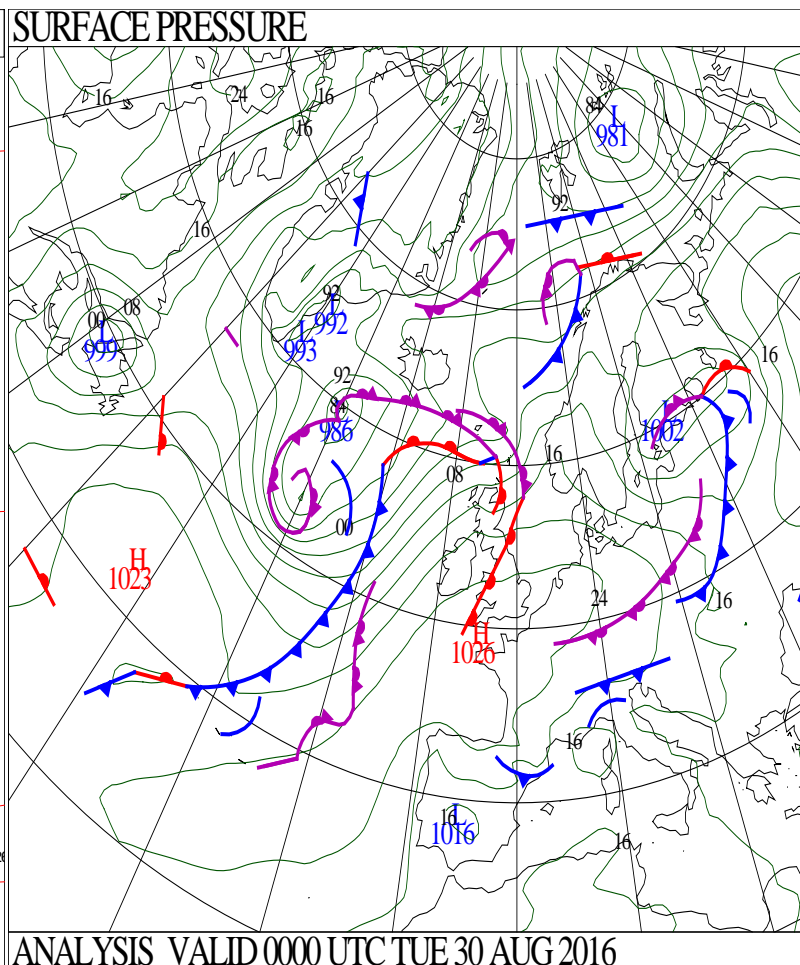 SURFACE PRESSURE
16
24
16
84
L
981
16
92
16
92
L
992
00
08
L
999
L
993
16
92
84
L
986
L
1002
16
08
00
H
1023
24
16
H
1026
16
16
L
1016
16
ANALYSIS VALID 0000 UTC TUE 30 AUG 2016